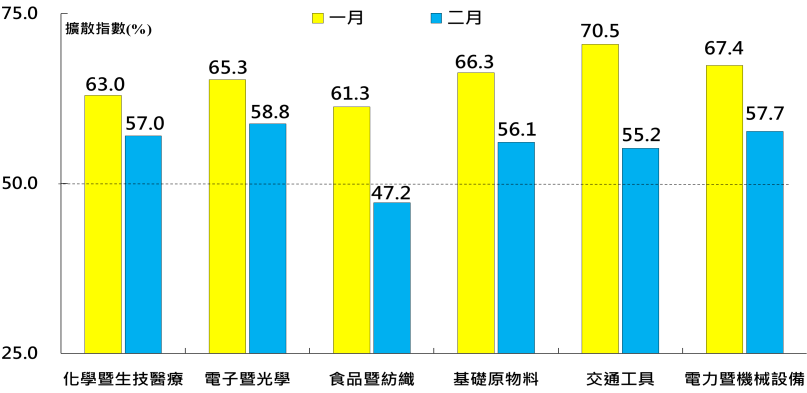 75.0
擴散指數(%)
一月
二月
63.0
57.0
65.3
58.8
61.3
47.2
66.3
56.1
70.5
55.2
67.4
57.7
50.0
25.0
化學暨生技醫療
電子暨光學
食品暨紡織
基礎原物料
交通工具
電力暨機械設備